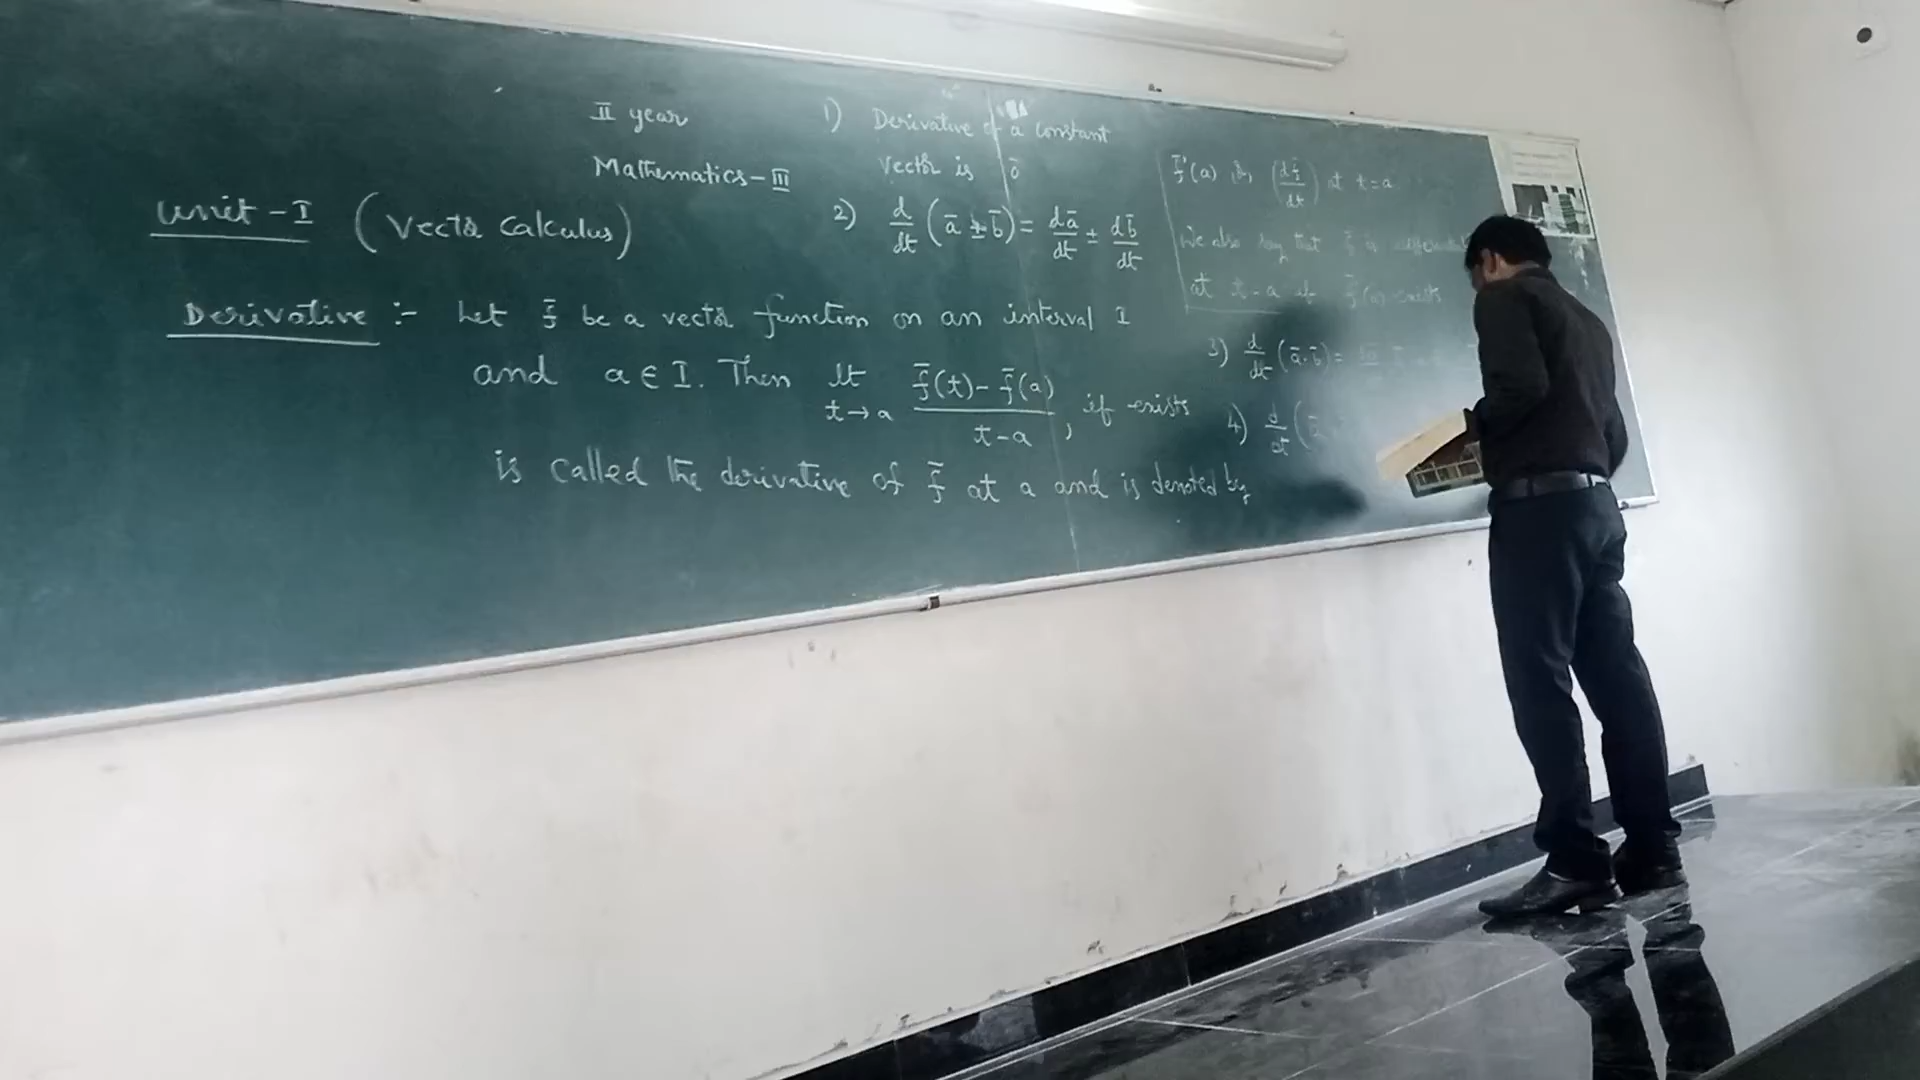 II year
Mathematics-III
Unit-I (Vector Calculus)
Derivative :- Let f̄ be a vector function on an interval I
and a ∈ I. Then lt t→a (f̄(t) - f̄(a))/(t-a), if exists
is called the derivative of f̄ at a and is denoted by
f̄'(a) or (df̄/dt) at t=a
We also say that f̄ is
at t=a if f̄'(a) exists
1) Derivative of a constant
vector is ō
2) d/dt (ā ± b̄) = dā/dt ± db̄/dt
3) d/dt (ā·b̄) =
4) d/dt (ā